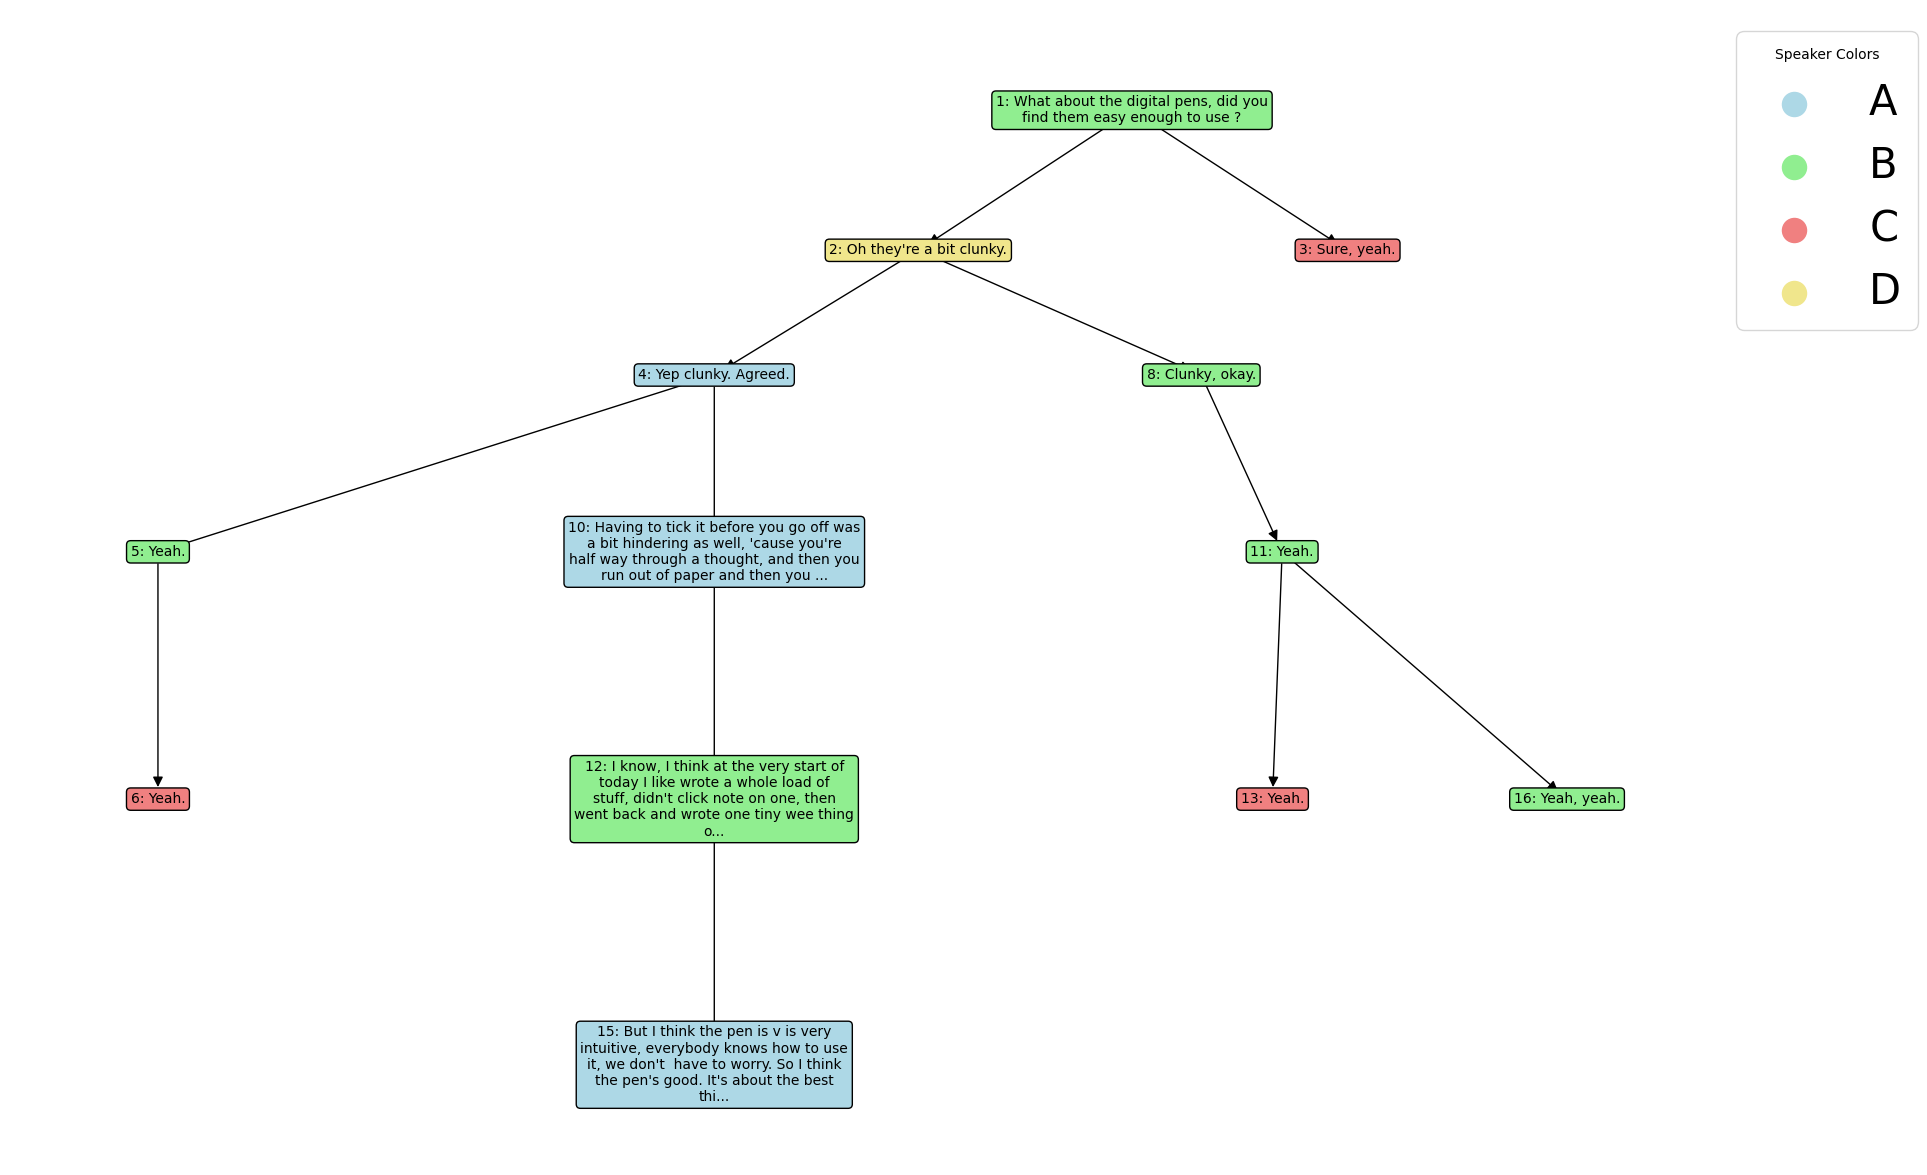 Speaker Colors
A
B
C
D
1: What about the digital pens, did you
find them easy enough to use ?
2: Oh they're a bit clunky.
3: Sure, yeah.
4: Yep clunky. Agreed.
8: Clunky, okay.
5: Yeah.
10: Having to tick it before you go off was
a bit hindering as well, 'cause you're
half way through a thought, and then you
run out of paper and then you ...
11: Yeah.
6: Yeah.
12: I know, I think at the very start of
today I like wrote a whole load of
stuff, didn't click note on one, then
went back and wrote one tiny wee thing
o...
13: Yeah.
16: Yeah, yeah.
15: But I think the pen is v is very
intuitive, everybody knows how to use
it, we don't  have to worry. So I think
the pen's good. It's about the best
thi...